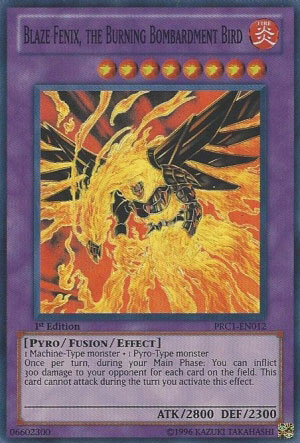 BLAZE FENIX, THE BURNING BOMBARDMENT BIRD
FIRE
炎
1st Edition
PRC1-EN012
[PYRO / FUSION / EFFECT]
1 Machine-Type monster + 1 Pyro-Type monster
Once per turn, during your Main Phase: You can inflict
300 damage to your opponent for each card on the field. This
card cannot attack during the turn you activate this effect.
ATK/2800 DEF/2300
06602300
©1996 KAZUKI TAKAHASHI